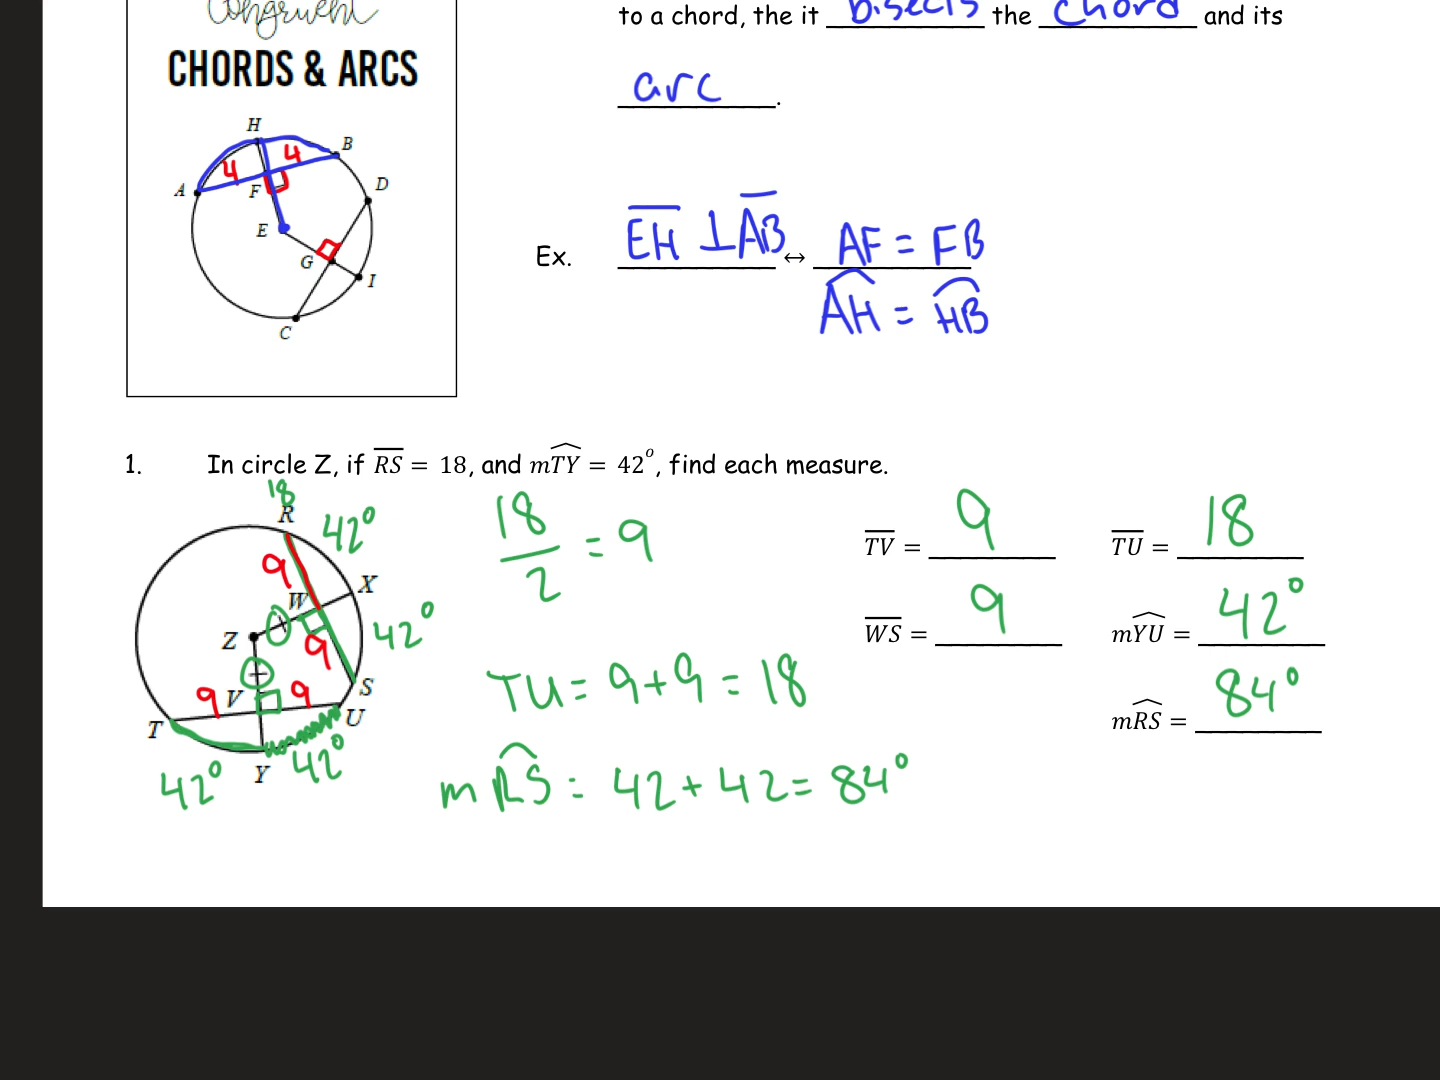 Congruent
CHORDS & ARCS
to a chord, the it bisects the chord and its
arc.
H
B
4
4
A
F
D
E
G
I
C
Ex. EH ⊥ AB ↔ AF = FB
AH = HB
1. In circle Z, if RS = 18, and mTY = 42°, find each measure.
18
R
42°
9
X
W
Z
42°
9
S
9
V
9
U
T
42°
Y
42°
18
—
2
= 9
TU = 9+9 = 18
mRS = 42 + 42 = 84°
TV = 9
TU = 18
WS = 9
mYU = 42°
mRS = 84°